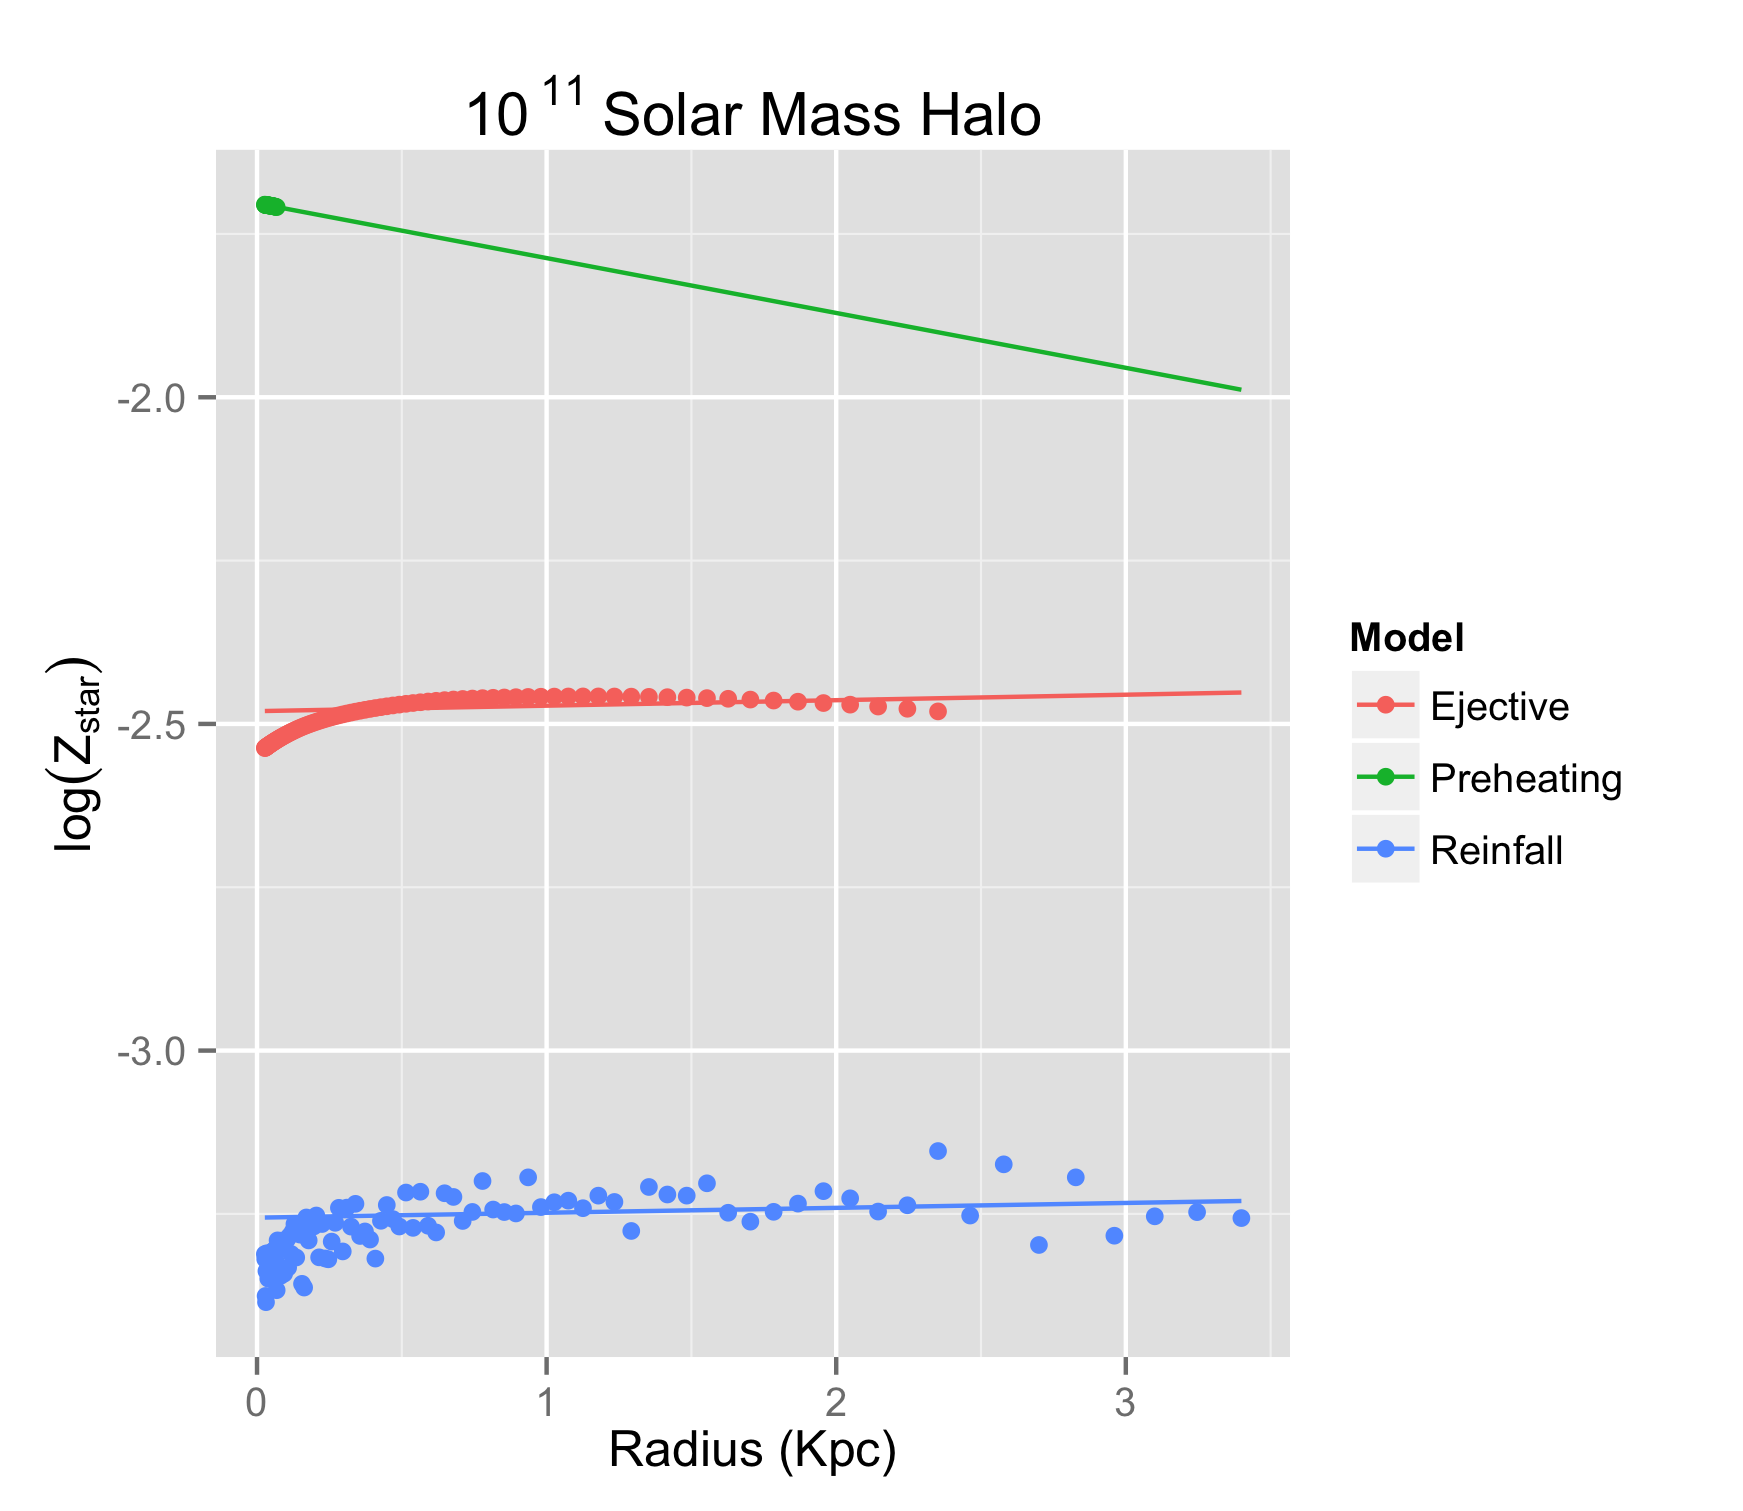 10^11 Solar Mass Halo
-2.0
-2.5
-3.0
log(Z_star)
0 1 2 3
Radius (Kpc)
Model
Ejective
Preheating
Reinfall